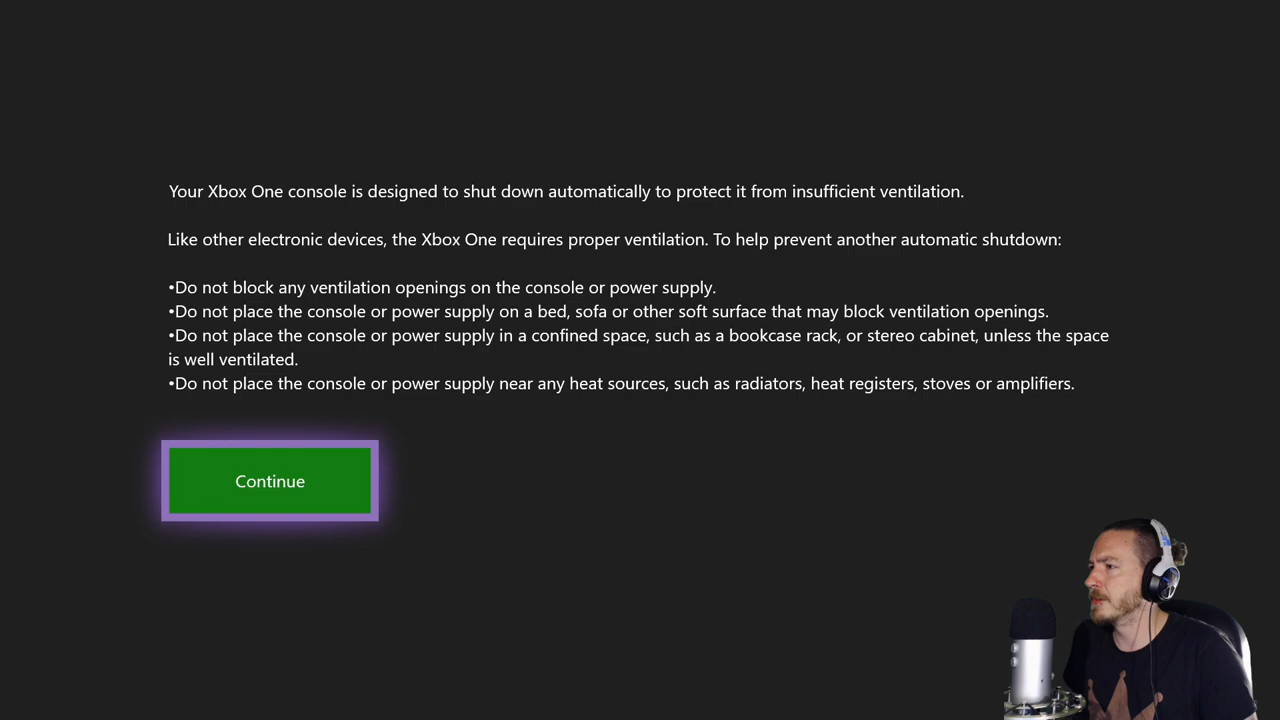 Your Xbox One console is designed to shut down automatically to protect it from insufficient ventilation.
Like other electronic devices, the Xbox One requires proper ventilation. To help prevent another automatic shutdown:
•Do not block any ventilation openings on the console or power supply.
•Do not place the console or power supply on a bed, sofa or other soft surface that may block ventilation openings.
•Do not place the console or power supply in a confined space, such as a bookcase rack, or stereo cabinet, unless the space
is well ventilated.
•Do not place the console or power supply near any heat sources, such as radiators, heat registers, stoves or amplifiers.
Continue